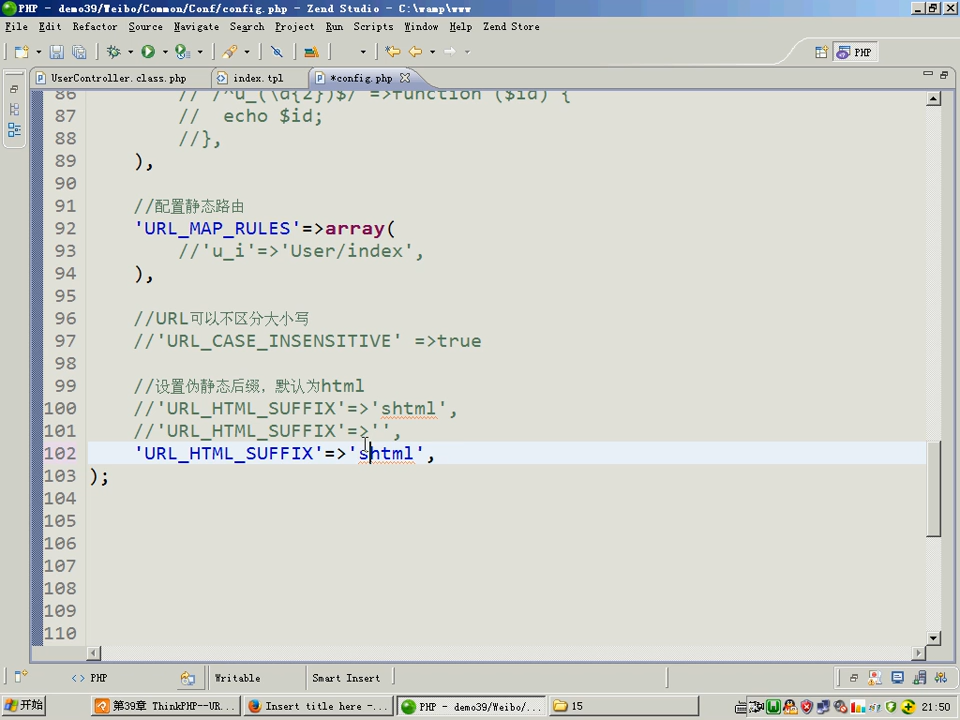 PHP - demo39/Weibo/Common/Conf/config.php - Zend Studio - C:\wamp\www
File Edit Refactor Source Navigate Search Project Run Scripts Window Help Zend Store
PHP
UserController.class.php index.tpl *config.php
86 // /^u_(\d{2})$/'=>function ($id) {
87 // echo $id;
88 //},
89 ),
90
91 //配置静态路由
92 'URL_MAP_RULES'=>array(
93 //'u_i'=>'User/index',
94 ),
95
96 //URL可以不区分大小写
97 //'URL_CASE_INSENSITIVE' =>true
98
99 //设置伪静态后缀，默认为html
100 //'URL_HTML_SUFFIX'=>'shtml',
101 //'URL_HTML_SUFFIX'=>'',
102 'URL_HTML_SUFFIX'=>'shtml',
103 );
104
105
106
107
108
109
110
<> PHP Writable Smart Insert
开始 第39章 ThinkPHP--UR... Insert title here -... PHP - demo39/Weibo/... 15 21:50